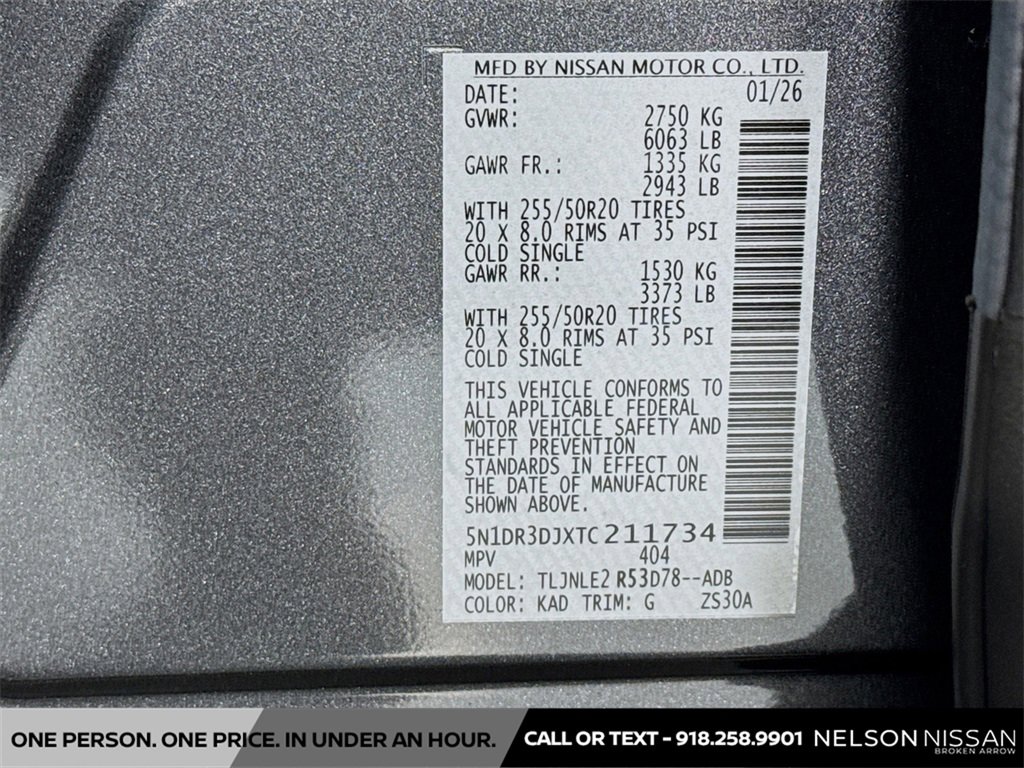 MFD BY NISSAN MOTOR CO., LTD.
DATE: 01/26
GVWR: 2750 KG
6063 LB
GAWR FR.: 1335 KG
2943 LB
WITH 255/50R20 TIRES
20 X 8.0 RIMS AT 35 PSI
COLD SINGLE
GAWR RR.: 1530 KG
3373 LB
WITH 255/50R20 TIRES
20 X 8.0 RIMS AT 35 PSI
COLD SINGLE
THIS VEHICLE CONFORMS TO
ALL APPLICABLE FEDERAL
MOTOR VEHICLE SAFETY AND
THEFT PREVENTION
STANDARDS IN EFFECT ON
THE DATE OF MANUFACTURE
SHOWN ABOVE.
5N1DR3DJXTC211734
MPV 404
MODEL: TLJNLE2 R53D78--ADB
COLOR: KAD TRIM: G ZS30A
ONE PERSON. ONE PRICE. IN UNDER AN HOUR.
CALL OR TEXT - 918.258.9901
NELSON NISSAN
BROKEN ARROW